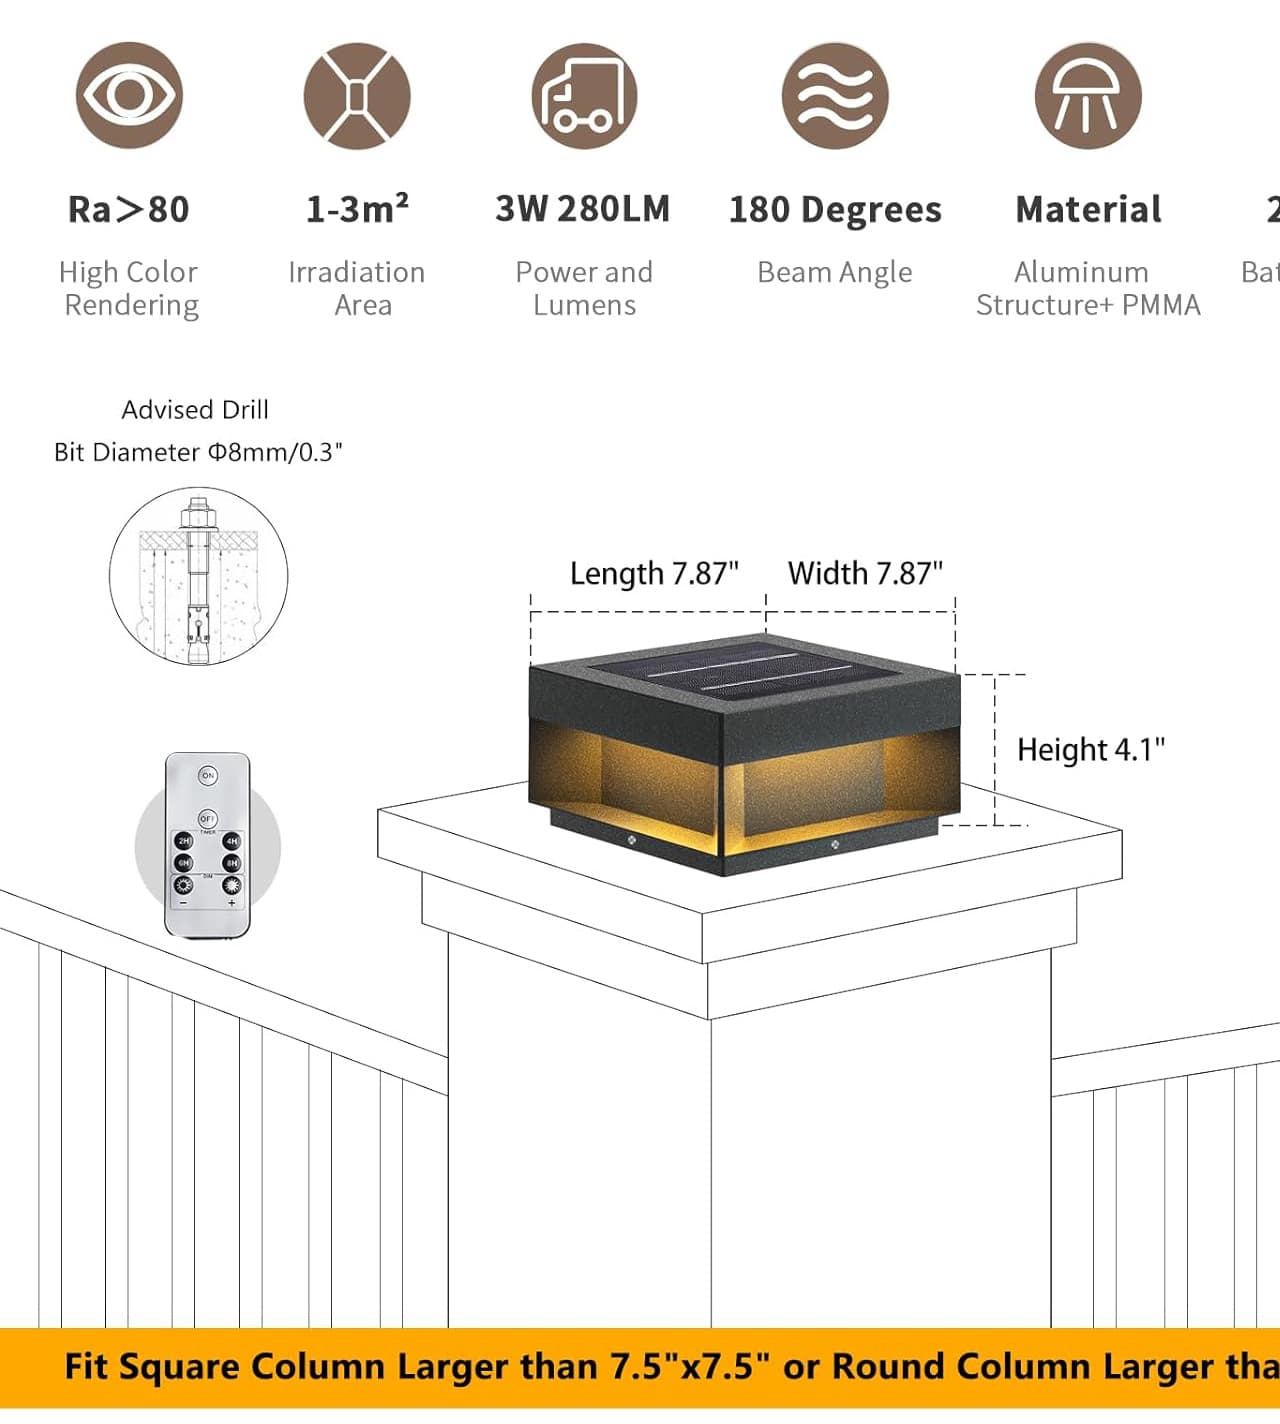 Ra>80
1-3m²
3W 280LM
180 Degrees
Material
2
High Color
Rendering
Irradiation
Area
Power and
Lumens
Beam Angle
Aluminum
Structure+ PMMA
Bat
Advised Drill
Bit Diameter Φ8mm/0.3"
Length 7.87"
Width 7.87"
Height 4.1"
ON
OFF
TIMER
2H
4H
6H
8H
DIM
− +
Fit Square Column Larger than 7.5"x7.5" or Round Column Larger tha